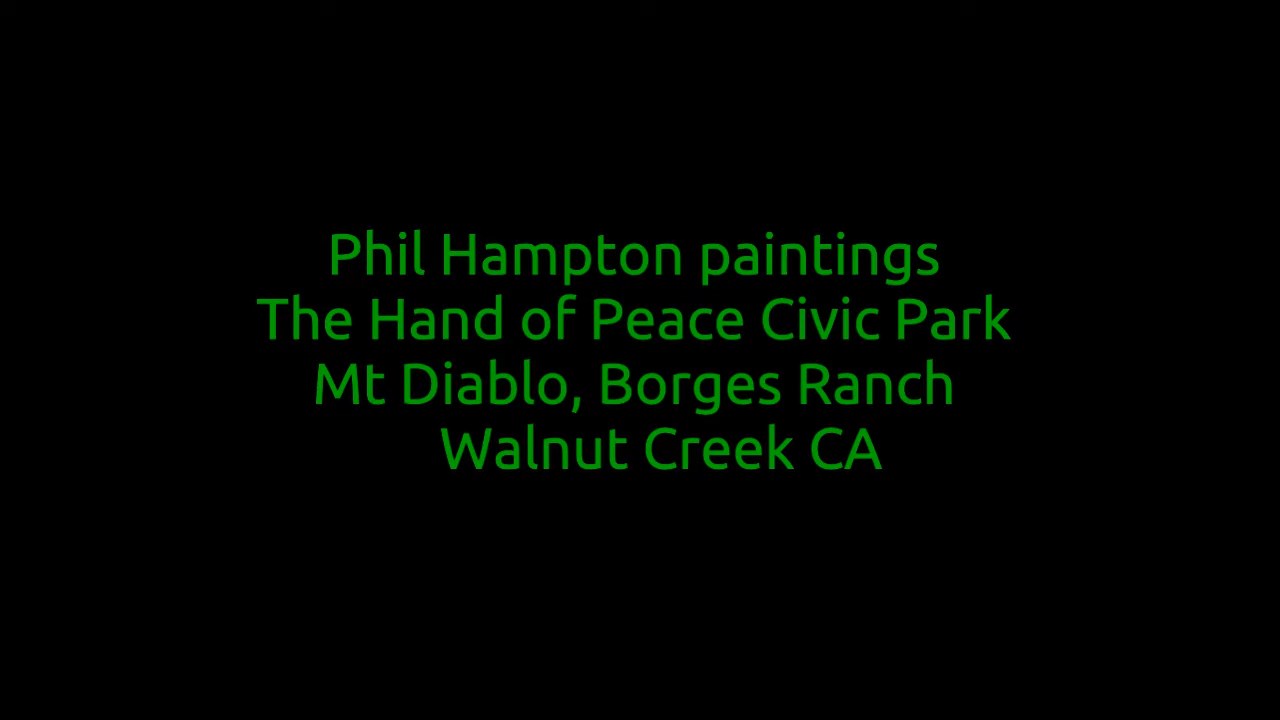 Phil Hampton paintings
The Hand of Peace Civic Park
Mt Diablo, Borges Ranch
Walnut Creek CA